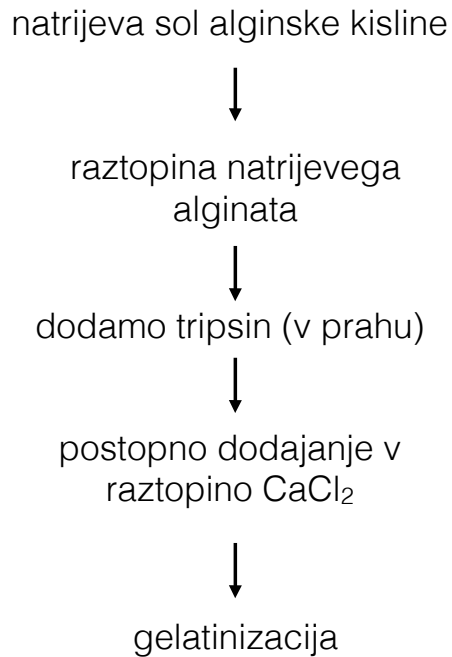 natrijeva sol alginske kisline
raztopina natrijevega
alginata
dodamo tripsin (v prahu)
postopno dodajanje v
raztopino CaCl₂
gelatinizacija